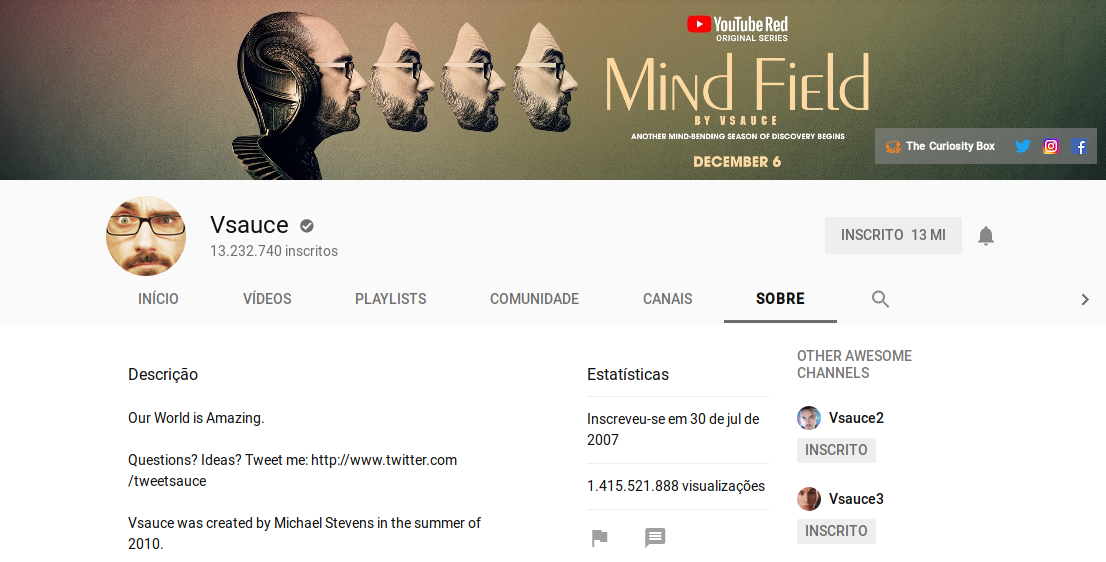 YouTube Red
ORIGINAL SERIES
MIND FIELD
BY VSAUCE
ANOTHER MIND-BENDING SEASON OF DISCOVERY BEGINS
DECEMBER 6
The Curiosity Box
Vsauce
13.232.740 inscritos
INSCRITO 13 MI
INÍCIO
VÍDEOS
PLAYLISTS
COMUNIDADE
CANAIS
SOBRE
Descrição
Our World is Amazing.
Questions? Ideas? Tweet me: http://www.twitter.com
/tweetsauce
Vsauce was created by Michael Stevens in the summer of
2010.
Estatísticas
Inscreveu-se em 30 de jul de
2007
1.415.521.888 visualizações
OTHER AWESOME
CHANNELS
Vsauce2
INSCRITO
Vsauce3
INSCRITO